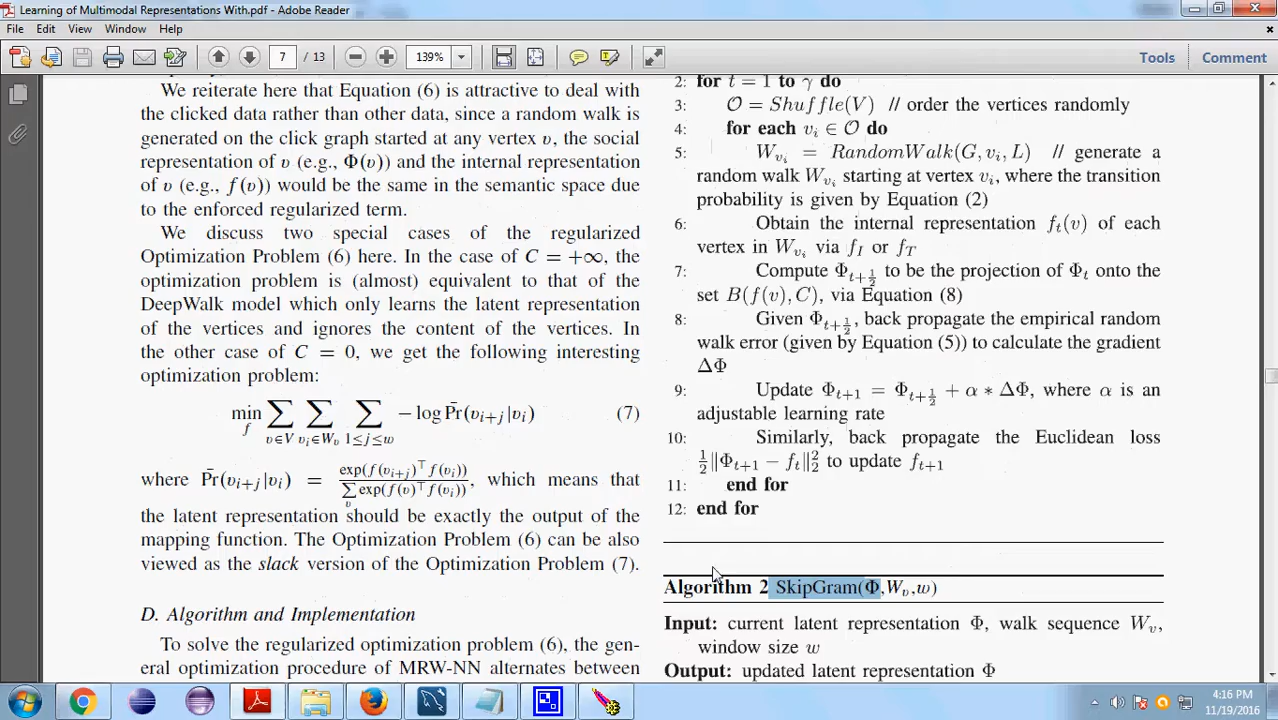 Learning of Multimodal Representations With.pdf - Adobe Reader
File Edit View Window Help
7 / 13 139% Tools Comment
We reiterate here that Equation (6) is attractive to deal with
the clicked data rather than other data, since a random walk is
generated on the click graph started at any vertex υ, the social
representation of υ (e.g., Φ(υ)) and the internal representation
of υ (e.g., f(υ)) would be the same in the semantic space due
to the enforced regularized term.
We discuss two special cases of the regularized
Optimization Problem (6) here. In the case of C = +∞, the
optimization problem is (almost) equivalent to that of the
DeepWalk model which only learns the latent representation
of the vertices and ignores the content of the vertices. In
the other case of C = 0, we get the following interesting
optimization problem:
min_f ∑_{υ∈V} ∑_{υ_i∈W_υ} ∑_{1≤j≤w} − log P̄r(υ_{i+j}|υ_i) (7)
where P̄r(υ_{i+j}|υ_i) = exp(f(υ_{i+j})^⊤ f(υ_i)) / ∑_υ exp(f(υ)^⊤ f(υ_i)), which means that
the latent representation should be exactly the output of the
mapping function. The Optimization Problem (6) can be also
viewed as the slack version of the Optimization Problem (7).
D. Algorithm and Implementation
To solve the regularized optimization problem (6), the gen-
eral optimization procedure of MRW-NN alternates between
2: for t = 1 to γ do
3: O = Shuffle(V) // order the vertices randomly
4: for each v_i ∈ O do
5: W_{v_i} = RandomWalk(G, v_i, L) // generate a
random walk W_{v_i} starting at vertex v_i, where the transition
probability is given by Equation (2)
6: Obtain the internal representation f_t(v) of each
vertex in W_{v_i} via f_I or f_T
7: Compute Φ_{t+1/2} to be the projection of Φ_t onto the
set B(f(v), C), via Equation (8)
8: Given Φ_{t+1/2}, back propagate the empirical random
walk error (given by Equation (5)) to calculate the gradient
ΔΦ
9: Update Φ_{t+1} = Φ_{t+1/2} + α ∗ ΔΦ, where α is an
adjustable learning rate
10: Similarly, back propagate the Euclidean loss
1/2‖Φ_{t+1} − f_t‖_2^2 to update f_{t+1}
11: end for
12: end for
Algorithm 2 SkipGram(Φ,W_υ,w)
Input: current latent representation Φ, walk sequence W_υ,
window size w
Output: updated latent representation Φ
4:16 PM
11/19/2016